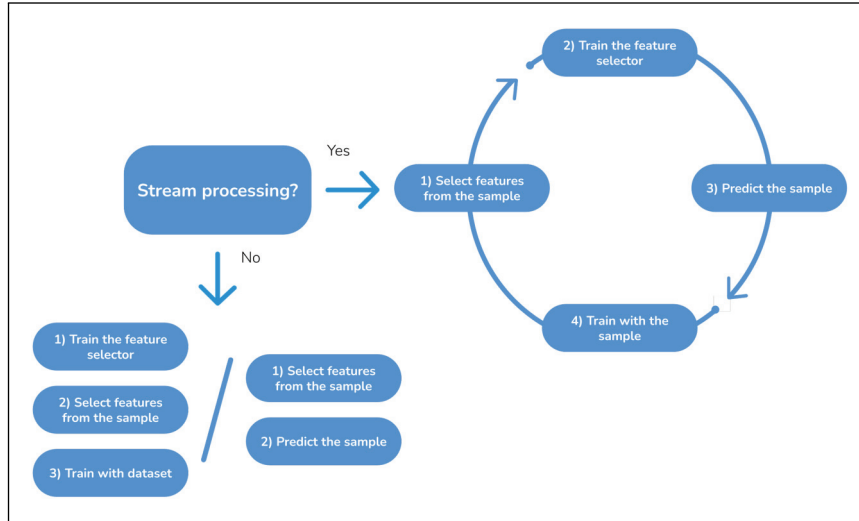 Stream processing?
Yes
1) Select features
from the sample
2) Train the feature
selector
3) Predict the sample
4) Train with the
sample
No
1) Train the feature
selector
2) Select features
from the sample
3) Train with dataset
1) Select features
from the sample
2) Predict the sample